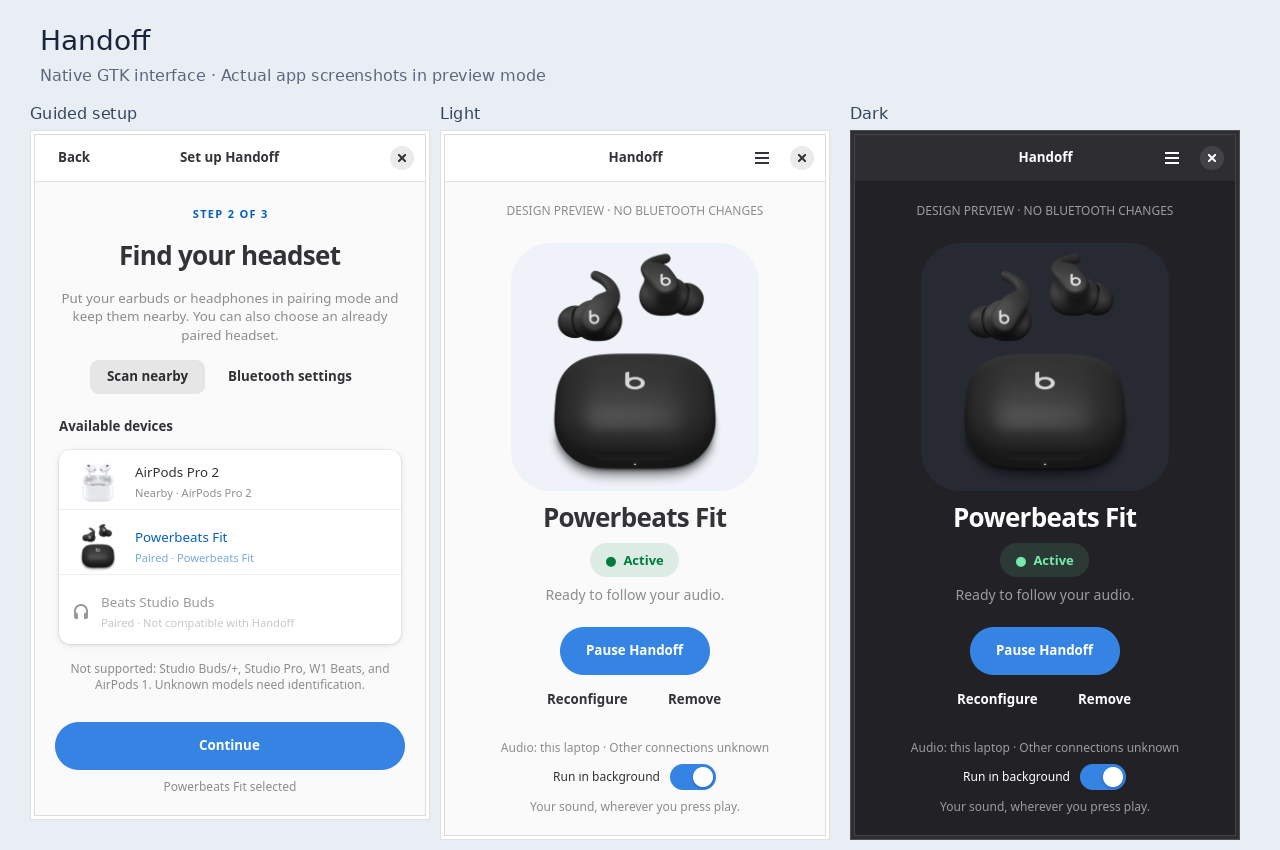 Handoff
Native GTK interface · Actual app screenshots in preview mode
Guided setup
Back
Set up Handoff
STEP 2 OF 3
Find your headset
Put your earbuds or headphones in pairing mode and
keep them nearby. You can also choose an already
paired headset.
Scan nearby
Bluetooth settings
Available devices
AirPods Pro 2
Nearby · AirPods Pro 2
Powerbeats Fit
Paired · Powerbeats Fit
Beats Studio Buds
Paired · Not compatible with Handoff
Not supported: Studio Buds/+, Studio Pro, W1 Beats, and
AirPods 1. Unknown models need identification.
Continue
Powerbeats Fit selected
Light
Handoff
DESIGN PREVIEW · NO BLUETOOTH CHANGES
Powerbeats Fit
Active
Ready to follow your audio.
Pause Handoff
Reconfigure
Remove
Audio: this laptop · Other connections unknown
Run in background
Your sound, wherever you press play.
Dark
Handoff
DESIGN PREVIEW · NO BLUETOOTH CHANGES
Powerbeats Fit
Active
Ready to follow your audio.
Pause Handoff
Reconfigure
Remove
Audio: this laptop · Other connections unknown
Run in background
Your sound, wherever you press play.